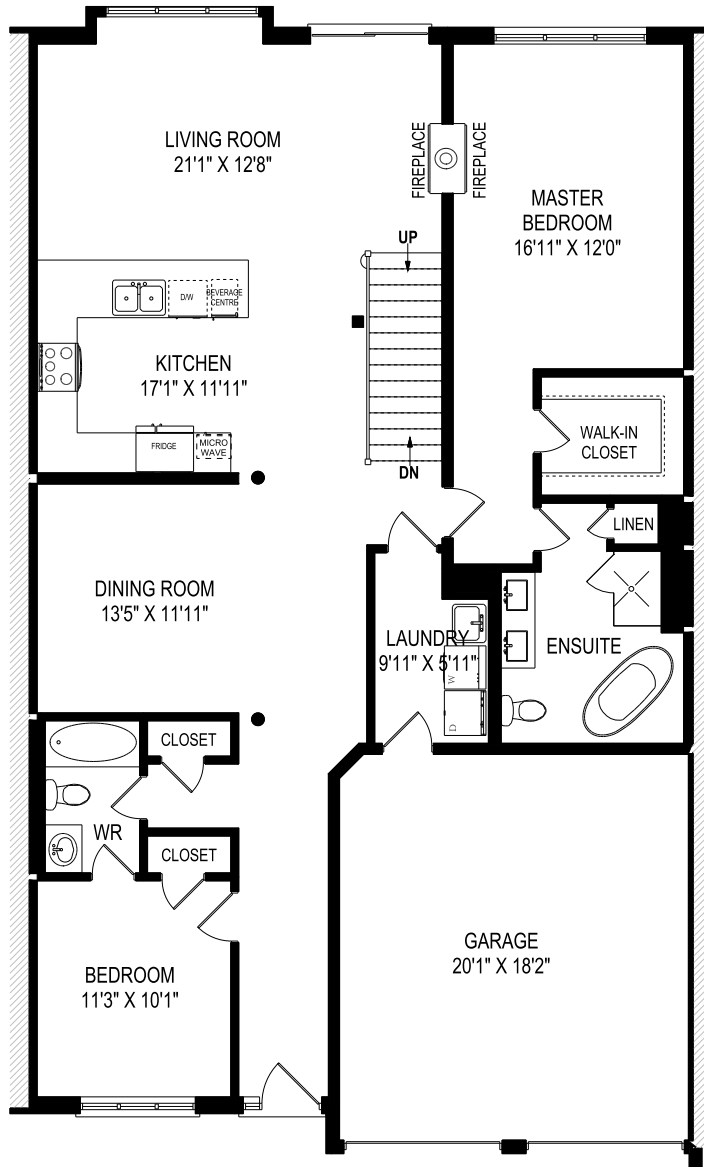 LIVING ROOM
21'1" X 12'8"
FIREPLACE
FIREPLACE
MASTER
BEDROOM
16'11" X 12'0"
UP
D/W
BEVERAGE
CENTRE
KITCHEN
17'1" X 11'11"
FRIDGE
MICRO
WAVE
DN
WALK-IN
CLOSET
LINEN
DINING ROOM
13'5" X 11'11"
LAUNDRY
9'11" X 5'11"
W
D
ENSUITE
CLOSET
WR
CLOSET
BEDROOM
11'3" X 10'1"
GARAGE
20'1" X 18'2"